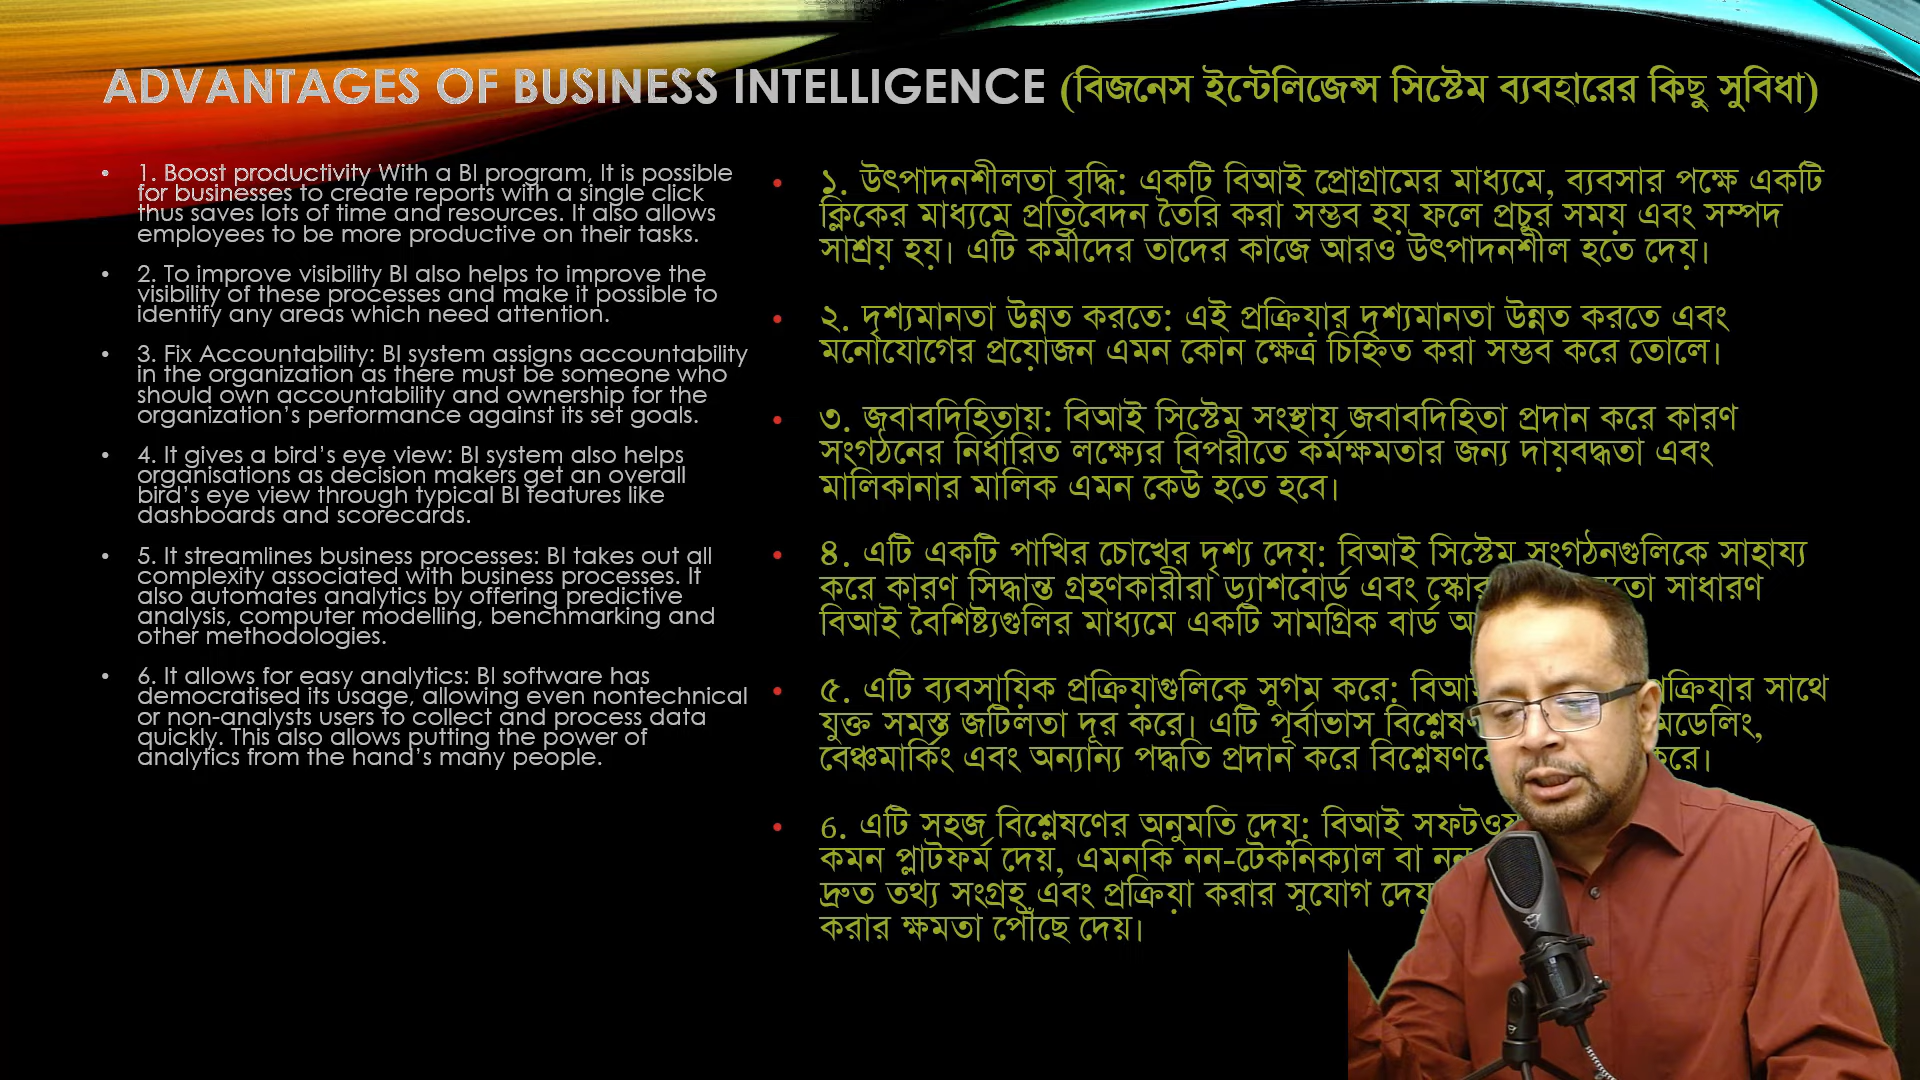 ADVANTAGES OF BUSINESS INTELLIGENCE (বিজনেস ইন্টেলিজেন্স সিস্টেম ব্যবহারের কিছু সুবিধা)
• 1. Boost productivity With a BI program, It is possible
for businesses to create reports with a single click
thus saves lots of time and resources. It also allows
employees to be more productive on their tasks.
• 2. To improve visibility BI also helps to improve the
visibility of these processes and make it possible to
identify any areas which need attention.
• 3. Fix Accountability: BI system assigns accountability
in the organization as there must be someone who
should own accountability and ownership for the
organization's performance against its set goals.
• 4. It gives a bird's eye view: BI system also helps
organisations as decision makers get an overall
bird's eye view through typical BI features like
dashboards and scorecards.
• 5. It streamlines business processes: BI takes out all
complexity associated with business processes. It
also automates analytics by offering predictive
analysis, computer modelling, benchmarking and
other methodologies.
• 6. It allows for easy analytics: BI software has
democratised its usage, allowing even nontechnical
or non-analysts users to collect and process data
quickly. This also allows putting the power of
analytics from the hand's many people.
• ১. উৎপাদনশীলতা বৃদ্ধি: একটি বিআই প্রোগ্রামের মাধ্যমে, ব্যবসার পক্ষে একটি
ক্লিকের মাধ্যমে প্রতিবেদন তৈরি করা সম্ভব হয় ফলে প্রচুর সময় এবং সম্পদ
সাশ্রয় হয়। এটি কর্মীদের তাদের কাজে আরও উৎপাদনশীল হতে দেয়।
• ২. দৃশ্যমানতা উন্নত করতে: এই প্রক্রিয়ার দৃশ্যমানতা উন্নত করতে এবং
মনোযোগের প্রয়োজন এমন কোন ক্ষেত্র চিহ্নিত করা সম্ভব করে তোলে।
• ৩. জবাবদিহিতায়: বিআই সিস্টেম সংস্থায় জবাবদিহিতা প্রদান করে কারণ
সংগঠনের নির্ধারিত লক্ষ্যের বিপরীতে কর্মক্ষমতার জন্য দায়বদ্ধতা এবং
মালিকানার মালিক এমন কেউ হতে হবে।
• ৪. এটি একটি পাখির চোখের দৃশ্য দেয়: বিআই সিস্টেম সংগঠনগুলিকে সাহায্য
করে কারণ সিদ্ধান্ত গ্রহণকারীরা ড্যাশবোর্ড এবং সাধারণ
বিআই বৈশিষ্ট্যগুলির মাধ্যমে একটি সামগ্রিক বার্ড
• ৫. এটি ব্যবসায়িক প্রক্রিয়াগুলিকে সুগম করে: সাথে
যুক্ত সমস্ত জটিলতা দূর করে। এটি পূর্বাভাস মডেলিং,
বেঞ্চমার্কিং এবং অন্যান্য পদ্ধতি প্রদান করে করে।
• 6. এটি সহজ বিশ্লেষণের অনুমতি দেয়: বিআই
কমন প্লাটফর্ম দেয়, এমনকি নন-টেকনিক্যাল বা
দ্রুত তথ্য সংগ্রহ এবং প্রক্রিয়া করার সুযোগ
করার ক্ষমতা পৌঁছে দেয়।